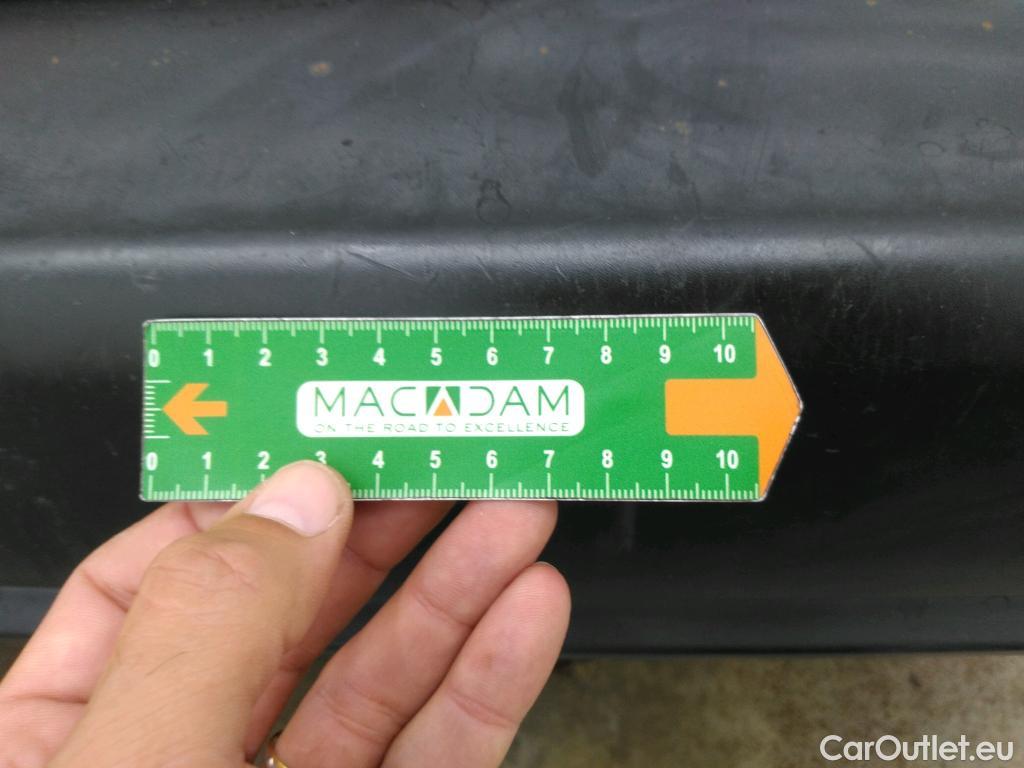 0 1 2 3 4 5 6 7 8 9 10
MACADAM
ON THE ROAD TO EXCELLENCE
0 1 2 3 4 5 6 7 8 9 10
CarOutlet.eu